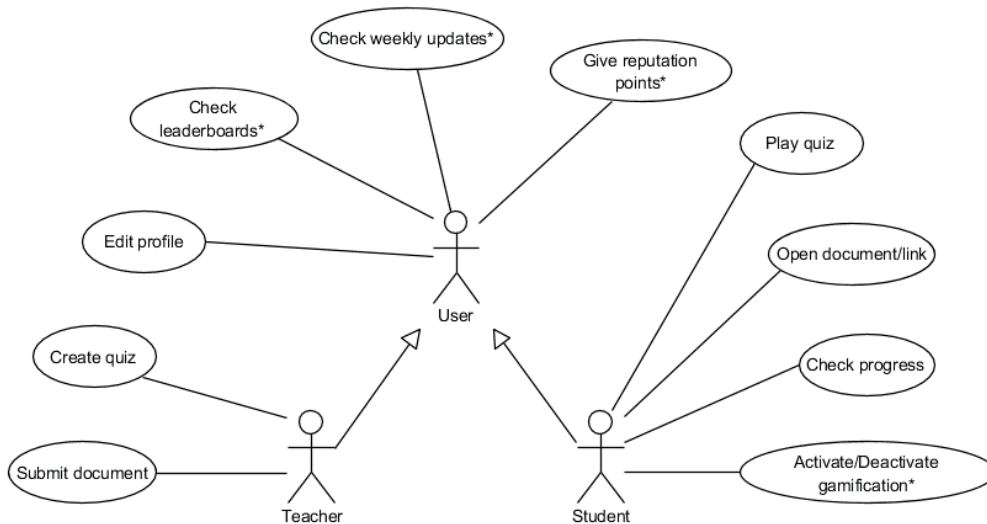 Check weekly updates*
Give reputation
points*
Check
leaderboards*
Play quiz
Edit profile
Open document/link
User
Create quiz
Check progress
Submit document
Activate/Deactivate
gamification*
Teacher
Student